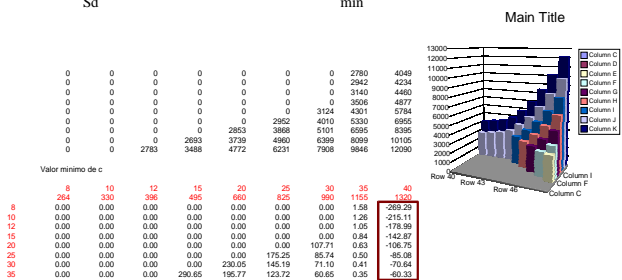 Sd min
Main Title
0 0 0 0 0 0 0 2780 4049
0 0 0 0 0 0 0 2942 4234
0 0 0 0 0 0 0 3140 4460
0 0 0 0 0 0 0 3506 4877
0 0 0 0 0 0 3124 4301 5784
0 0 0 0 0 2952 4010 5330 6955
0 0 0 0 2853 3868 5101 6595 8395
0 0 0 2693 3739 4960 6399 8099 10105
0 0 2783 3488 4772 6231 7908 9846 12090
Valor minimo de c
8 10 12 15 20 25 30 35 40
264 330 396 495 660 825 990 1155 1320
8 0.00 0.00 0.00 0.00 0.00 0.00 0.00 1.58 -269.29
10 0.00 0.00 0.00 0.00 0.00 0.00 0.00 1.26 -215.11
12 0.00 0.00 0.00 0.00 0.00 0.00 0.00 1.05 -178.99
15 0.00 0.00 0.00 0.00 0.00 0.00 0.00 0.84 -142.87
20 0.00 0.00 0.00 0.00 0.00 0.00 107.71 0.63 -106.75
25 0.00 0.00 0.00 0.00 0.00 175.25 85.74 0.50 -85.08
30 0.00 0.00 0.00 0.00 230.05 145.19 71.10 0.41 -70.64
35 0.00 0.00 0.00 290.65 195.77 123.72 60.65 0.35 -60.33
13000
12000
11000
10000
9000
8000
7000
6000
5000
4000
3000
2000
1000
0
Row 40
Row 43
Row 46
Column I
Column F
Column C
Column C
Column D
Column E
Column F
Column G
Column H
Column I
Column J
Column K